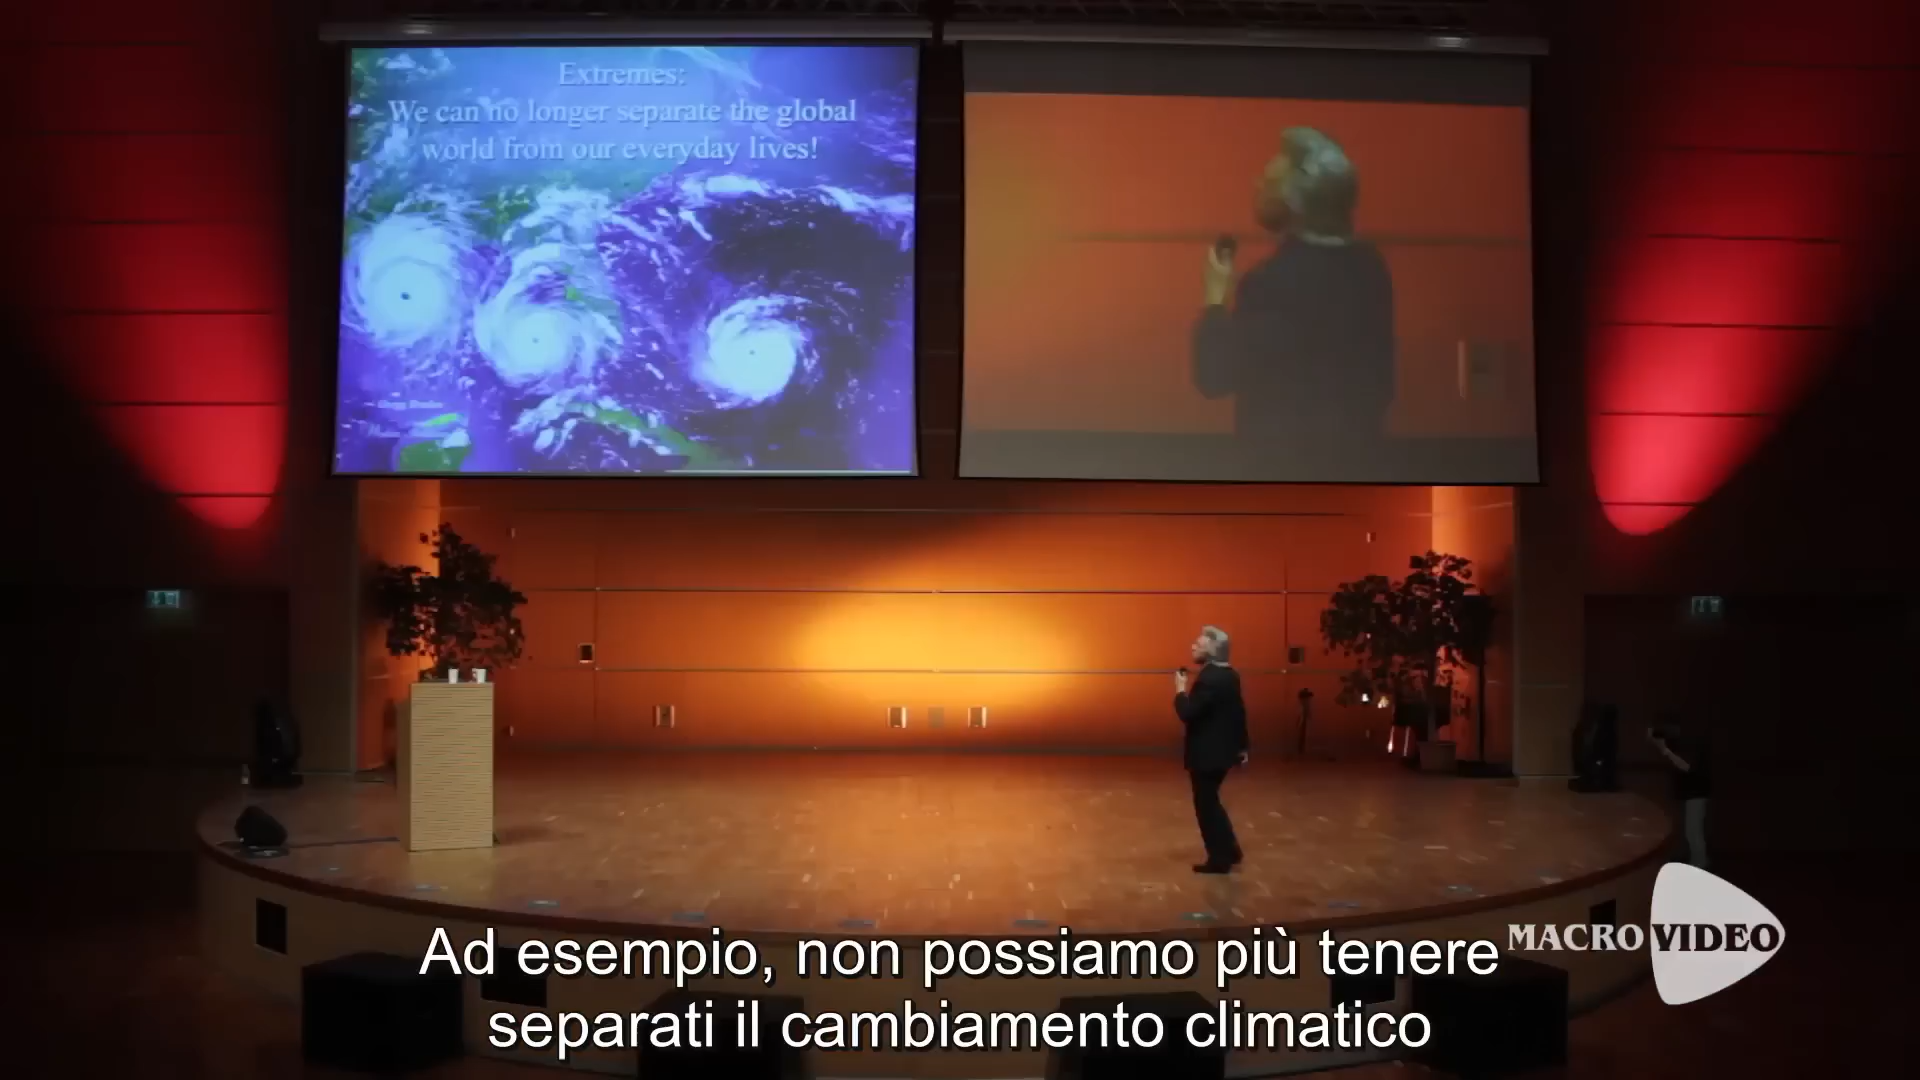 Extremes:
We can no longer separate the global
world from our everyday lives!
MACRO VIDEO
Ad esempio, non possiamo più tenere
separati il cambiamento climatico